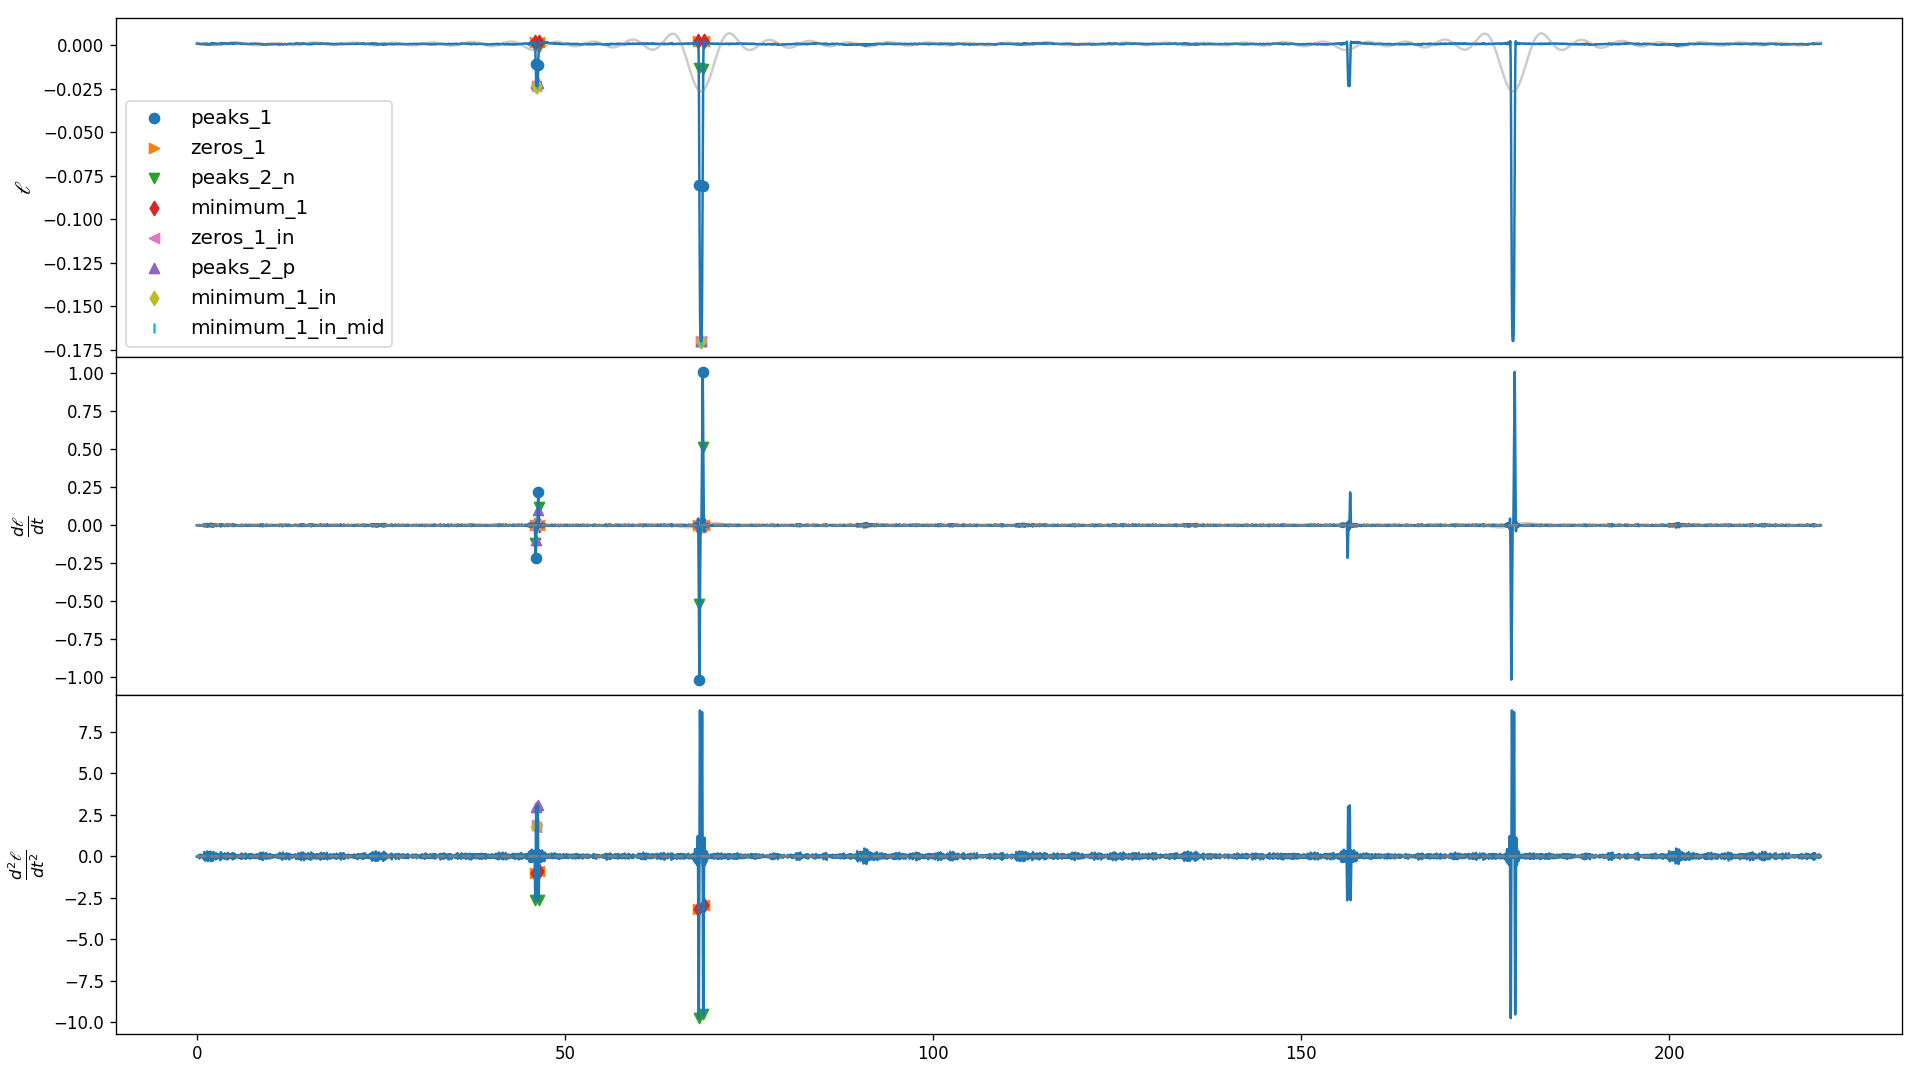 0.000
−0.025
−0.050
−0.075
−0.100
−0.125
−0.150
−0.175
ℓ
peaks_1
zeros_1
peaks_2_n
minimum_1
zeros_1_in
peaks_2_p
minimum_1_in
minimum_1_in_mid
1.00
0.75
0.50
0.25
0.00
−0.25
−0.50
−0.75
−1.00
dℓ
dt
7.5
5.0
2.5
0.0
−2.5
−5.0
−7.5
−10.0
d²ℓ
dt²
0 50 100 150 200